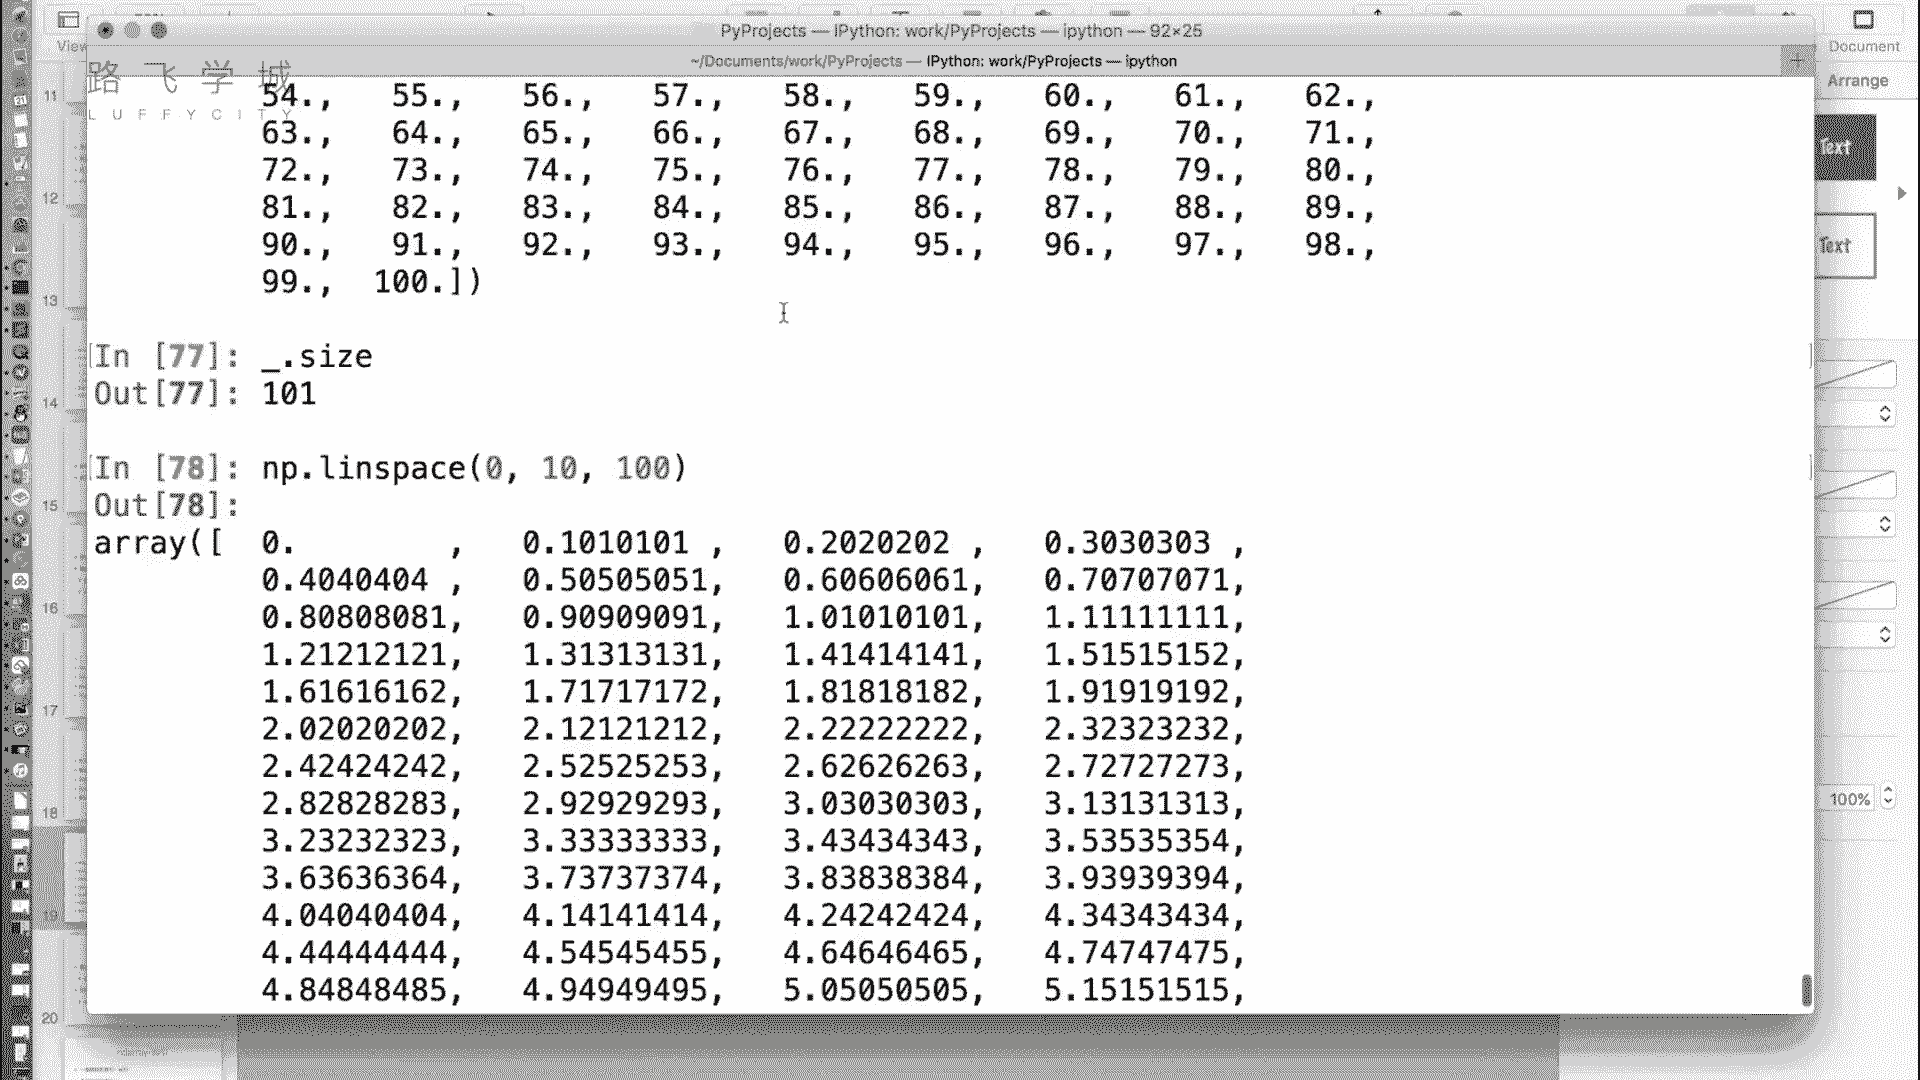 PyProjects — IPython: work/PyProjects — ipython — 92×25
View
Document
~/Documents/work/PyProjects — IPython: work/PyProjects — ipython
Arrange
路飞学城
LUFFYCITY
54., 55., 56., 57., 58., 59., 60., 61., 62.,
63., 64., 65., 66., 67., 68., 69., 70., 71.,
72., 73., 74., 75., 76., 77., 78., 79., 80.,
81., 82., 83., 84., 85., 86., 87., 88., 89.,
90., 91., 92., 93., 94., 95., 96., 97., 98.,
99., 100.])
In [77]: _.size
Out[77]: 101
In [78]: np.linspace(0, 10, 100)
Out[78]:
array([ 0. , 0.1010101 , 0.2020202 , 0.3030303 ,
0.4040404 , 0.50505051, 0.60606061, 0.70707071,
0.80808081, 0.90909091, 1.01010101, 1.11111111,
1.21212121, 1.31313131, 1.41414141, 1.51515152,
1.61616162, 1.71717172, 1.81818182, 1.91919192,
2.02020202, 2.12121212, 2.22222222, 2.32323232,
2.42424242, 2.52525253, 2.62626263, 2.72727273,
2.82828283, 2.92929293, 3.03030303, 3.13131313,
3.23232323, 3.33333333, 3.43434343, 3.53535354,
3.63636364, 3.73737374, 3.83838384, 3.93939394,
4.04040404, 4.14141414, 4.24242424, 4.34343434,
4.44444444, 4.54545455, 4.64646465, 4.74747475,
4.84848485, 4.94949495, 5.05050505, 5.15151515,
11
12
13
14
15
16
17
18
19
20
Text
Text
100%